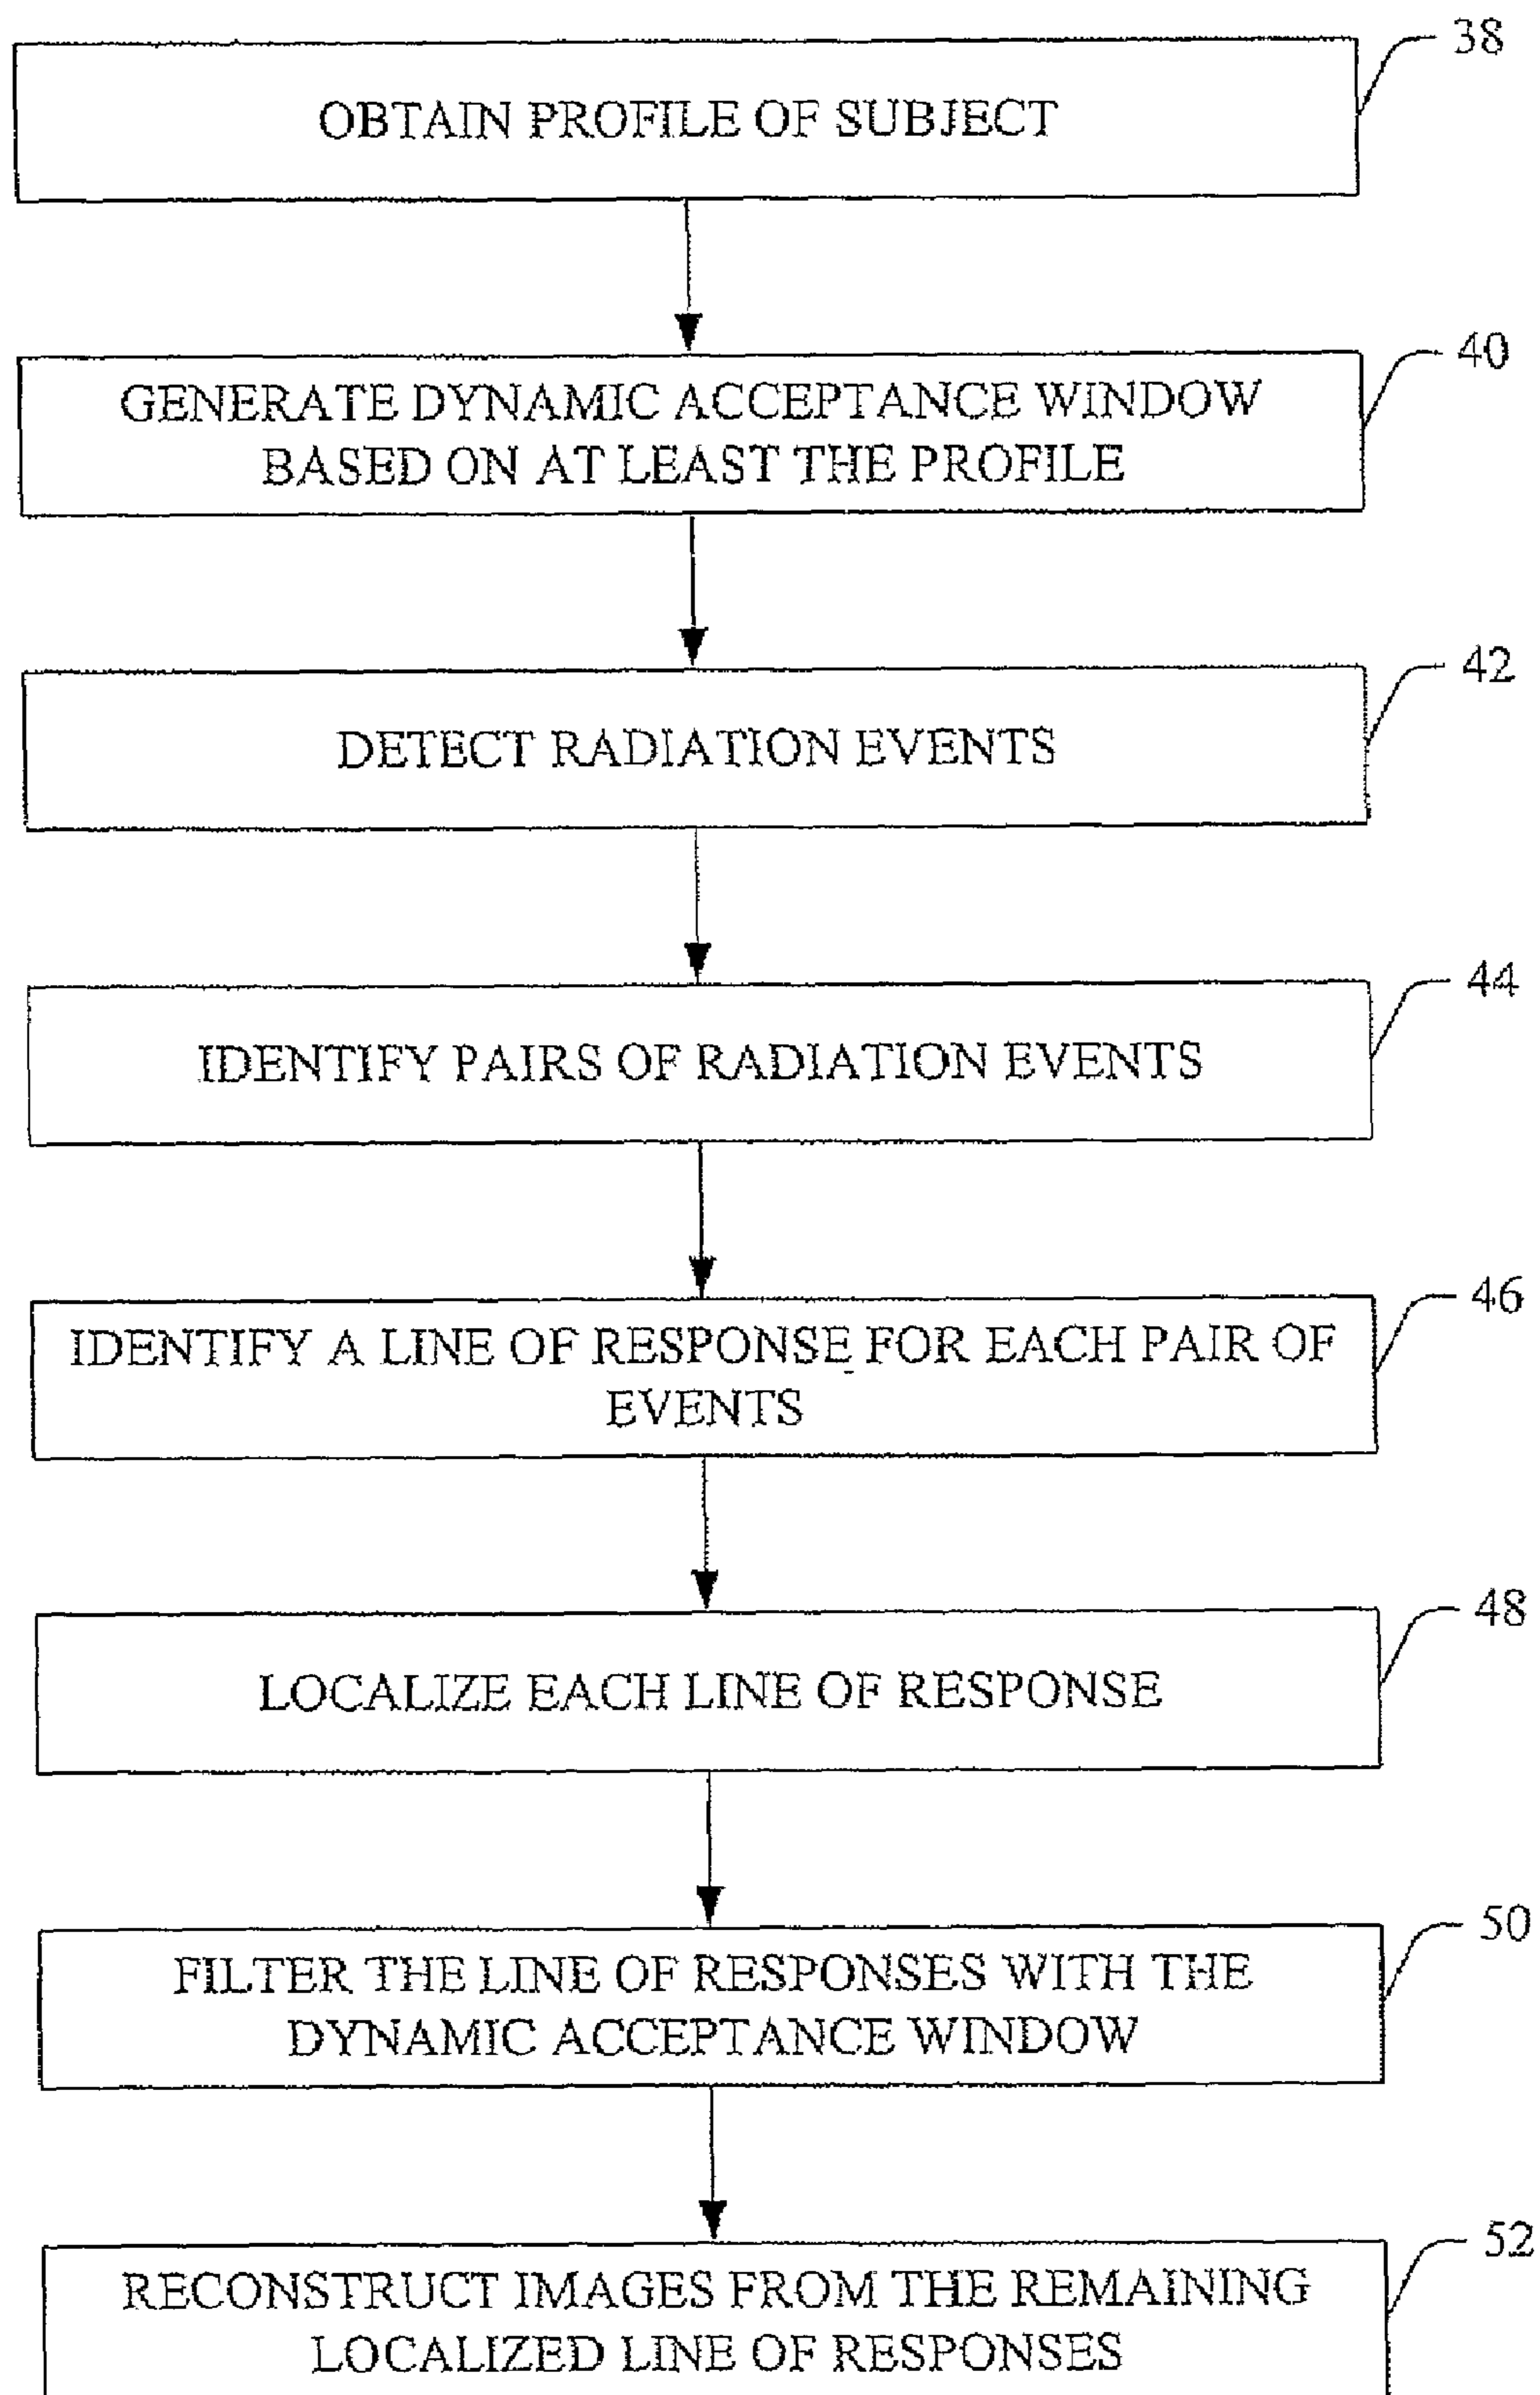 38
OBTAIN PROFILE OF SUBJECT
40
GENERATE DYNAMIC ACCEPTANCE WINDOW
BASED ON AT LEAST THE PROFILE
42
DETECT RADIATION EVENTS
44
IDENTIFY PAIRS OF RADIATION EVENTS
46
IDENTIFY A LINE OF RESPONSE FOR EACH PAIR OF
EVENTS
48
LOCALIZE EACH LINE OF RESPONSE
50
FILTER THE LINE OF RESPONSES WITH THE
DYNAMIC ACCEPTANCE WINDOW
52
RECONSTRUCT IMAGES FROM THE REMAINING
LOCALIZED LINE OF RESPONSES